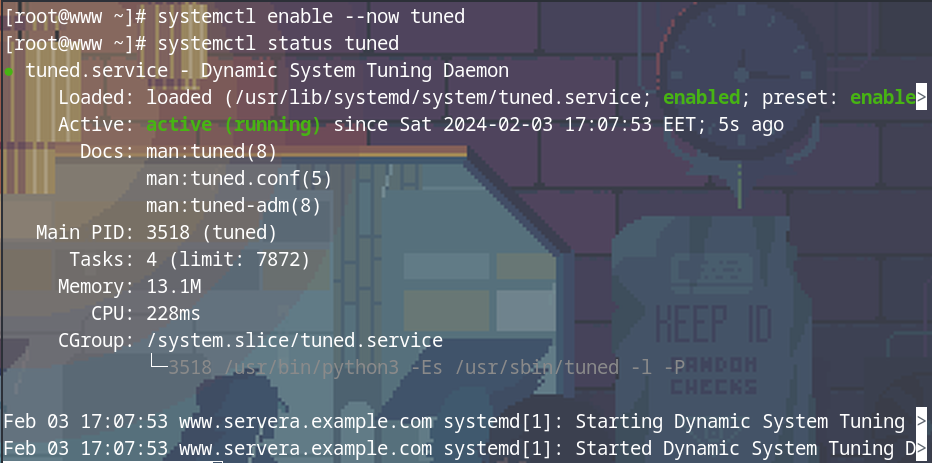 [root@www ~]# systemctl enable --now tuned
[root@www ~]# systemctl status tuned
● tuned.service - Dynamic System Tuning Daemon
Loaded: loaded (/usr/lib/systemd/system/tuned.service; enabled; preset: enable>
Active: active (running) since Sat 2024-02-03 17:07:53 EET; 5s ago
Docs: man:tuned(8)
man:tuned.conf(5)
man:tuned-adm(8)
Main PID: 3518 (tuned)
Tasks: 4 (limit: 7872)
Memory: 13.1M
CPU: 228ms
CGroup: /system.slice/tuned.service
└─3518 /usr/bin/python3 -Es /usr/sbin/tuned -l -P
KEEP ID
RANDOM
CHECKS
Feb 03 17:07:53 www.servera.example.com systemd[1]: Starting Dynamic System Tuning >
Feb 03 17:07:53 www.servera.example.com systemd[1]: Started Dynamic System Tuning D>